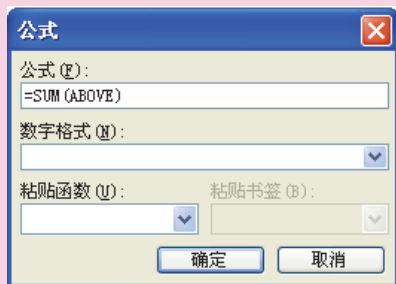 公式
公式(F):
=SUM(ABOVE)
数字格式(N):
粘贴函数(U): 粘贴书签(B):
确定 取消